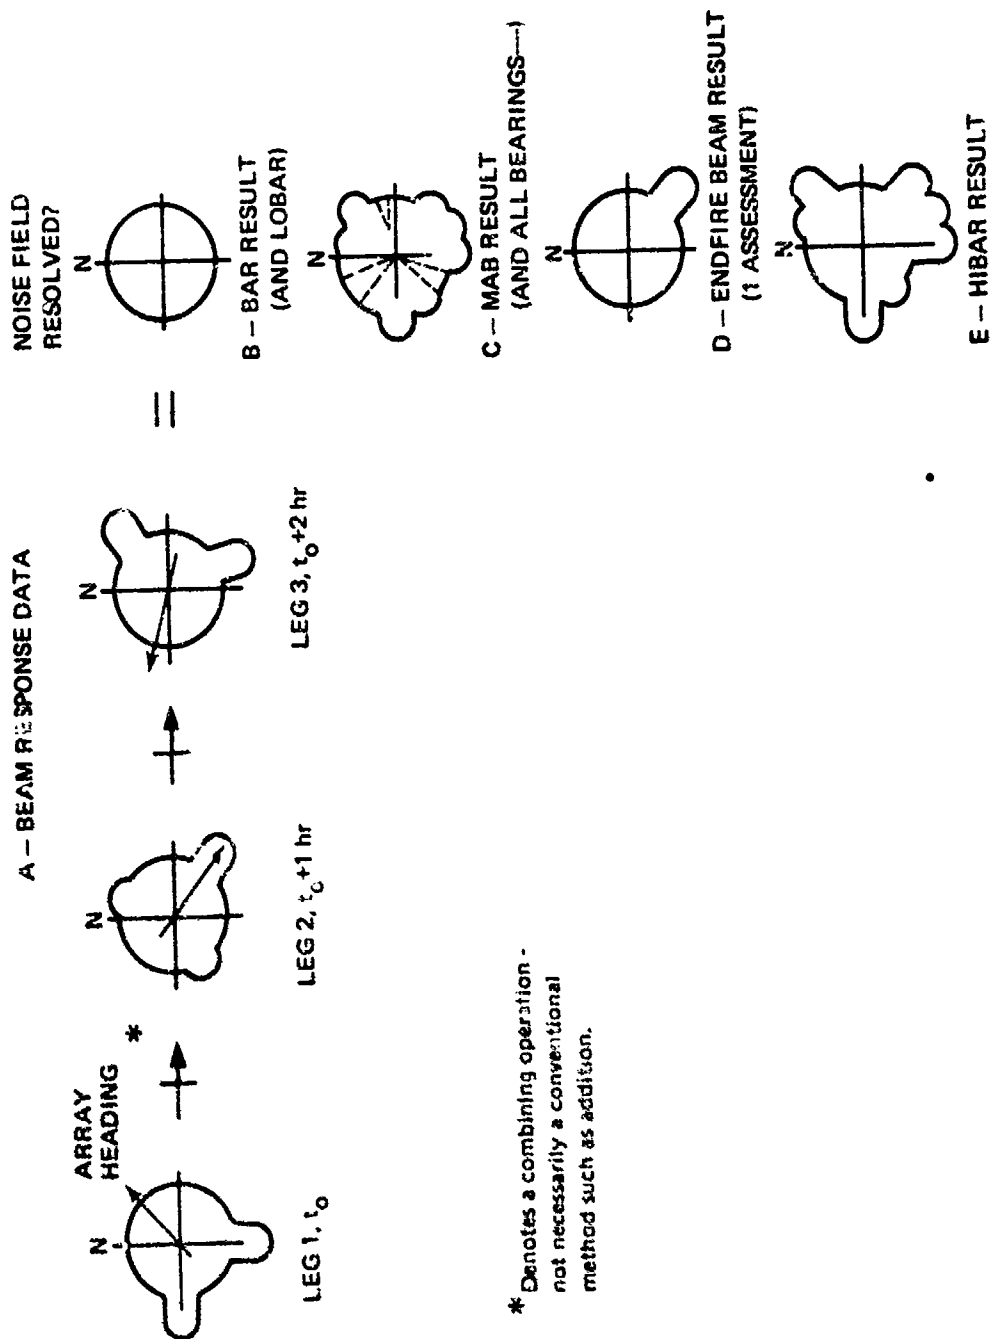 A – BEAM RESPONSE DATA
NOISE FIELD
RESOLVED?
ARRAY
HEADING
*
N
N
N
N
LEG 1, t₀
LEG 2, t₀+1 hr
LEG 3, t₀+2 hr
B – BAR RESULT
(AND LOBAR)
N
C – MAB RESULT
(AND ALL BEARINGS---)
D – ENDFIRE BEAM RESULT
(1 ASSESSMENT)
N
E – HIBAR RESULT
* Denotes a combining operation -
not necessarily a conventional
method such as addition.